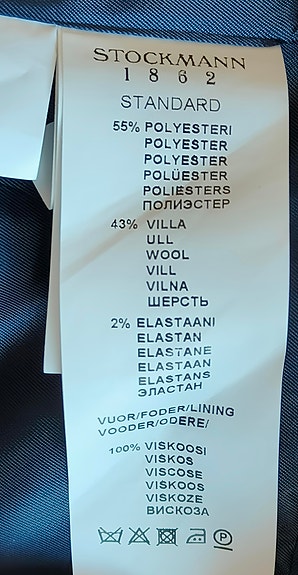 STOCKMANN
1862
STANDARD
55% POLYESTERI
POLYESTER
POLYESTER
POLÜESTER
POLIESTERS
ПОЛИЭСТЕР
43% VILLA
ULL
WOOL
VILL
VILNA
ШЕРСТЬ
2% ELASTAANI
ELASTAN
ELASTANE
ELASTAAN
ELASTANS
ЭЛАСТАН
VUOR/FODER/LINING
VOODER/ODERE/
100% VISKOOSI
VISKOS
VISCOSE
VISKOOS
VISKOZE
ВИСКОЗА
P